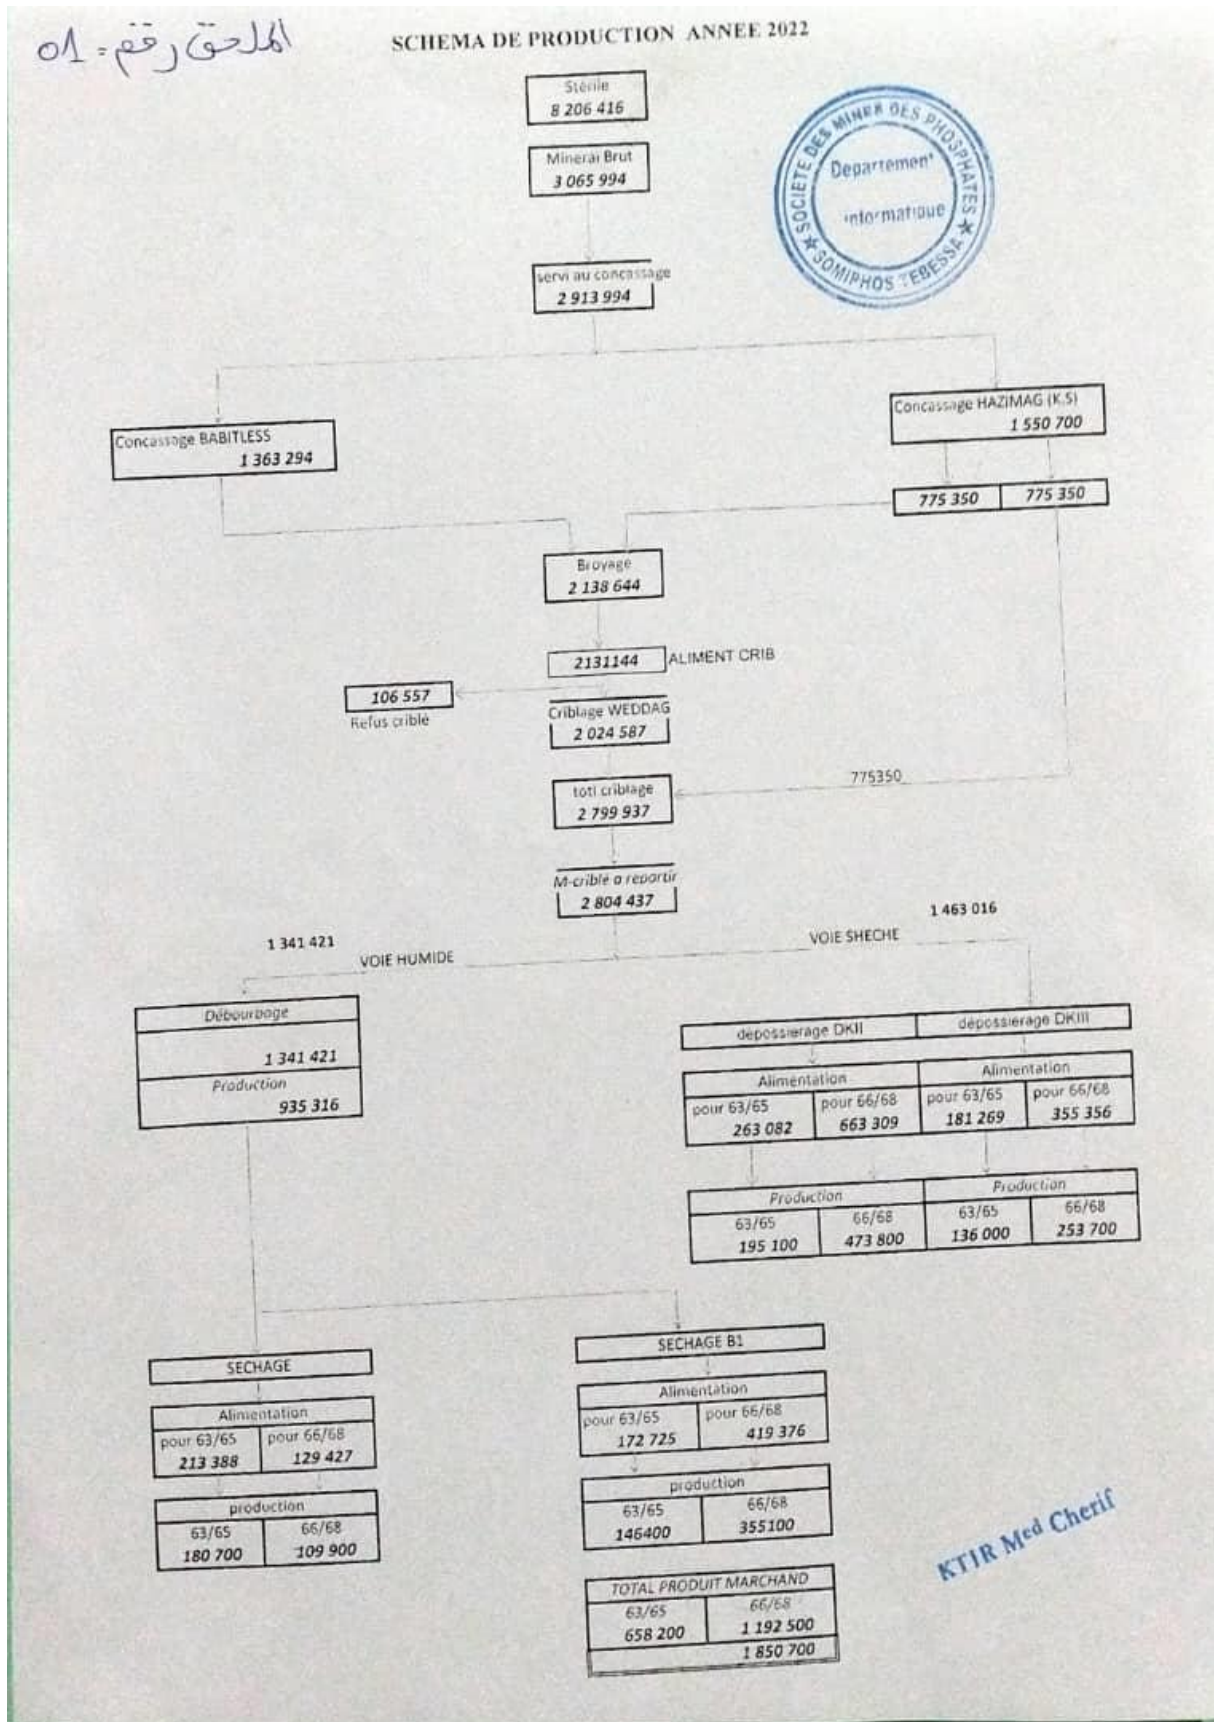 الملحق رقم = 01
SCHEMA DE PRODUCTION ANNEE 2022
Stérile
8 206 416
Minerai Brut
3 065 994
SOCIETE DES MINES DES PHOSPHATES
Departement
informatique
★ SOMIPHOS TEBESSA ★
servi au concassage
2 913 994
Concassage HAZIMAG (K.S)
1 550 700
Concassage BABITLESS
1 363 294
775 350
775 350
Broyage
2 138 644
2131144
ALIMENT CRIB
106 557
Refus criblé
Criblage WEDDAG
2 024 587
775350
totl criblage
2 799 937
M-criblé a repartir
2 804 437
1 463 016
1 341 421
VOIE HUMIDE
VOIE SHECHE
Débourbage
1 341 421
Production
935 316
depossierage DKII
depossierage DKIII
Alimentation
Alimentation
pour 63/65
pour 66/68
pour 63/65
pour 66/68
263 082
663 309
181 269
355 356
Production
Production
63/65
66/68
63/65
66/68
195 100
473 800
136 000
253 700
SECHAGE
SECHAGE B1
Alimentation
Alimentation
pour 63/65
pour 66/68
pour 63/65
pour 66/68
213 388
129 427
172 725
419 376
production
production
63/65
66/68
63/65
66/68
180 700
109 900
146400
355100
KTIR Med Cherif
TOTAL PRODUIT MARCHAND
63/65
66/68
658 200
1 192 500
1 850 700